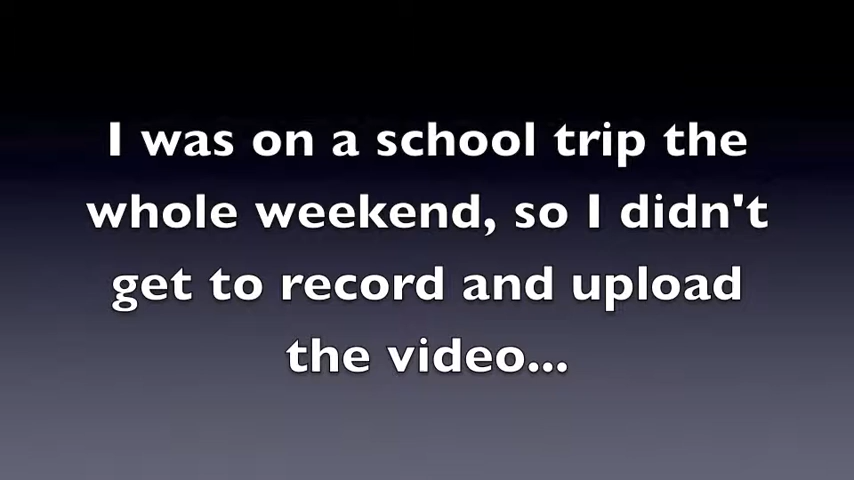 I was on a school trip the
whole weekend, so I didn't
get to record and upload
the video...